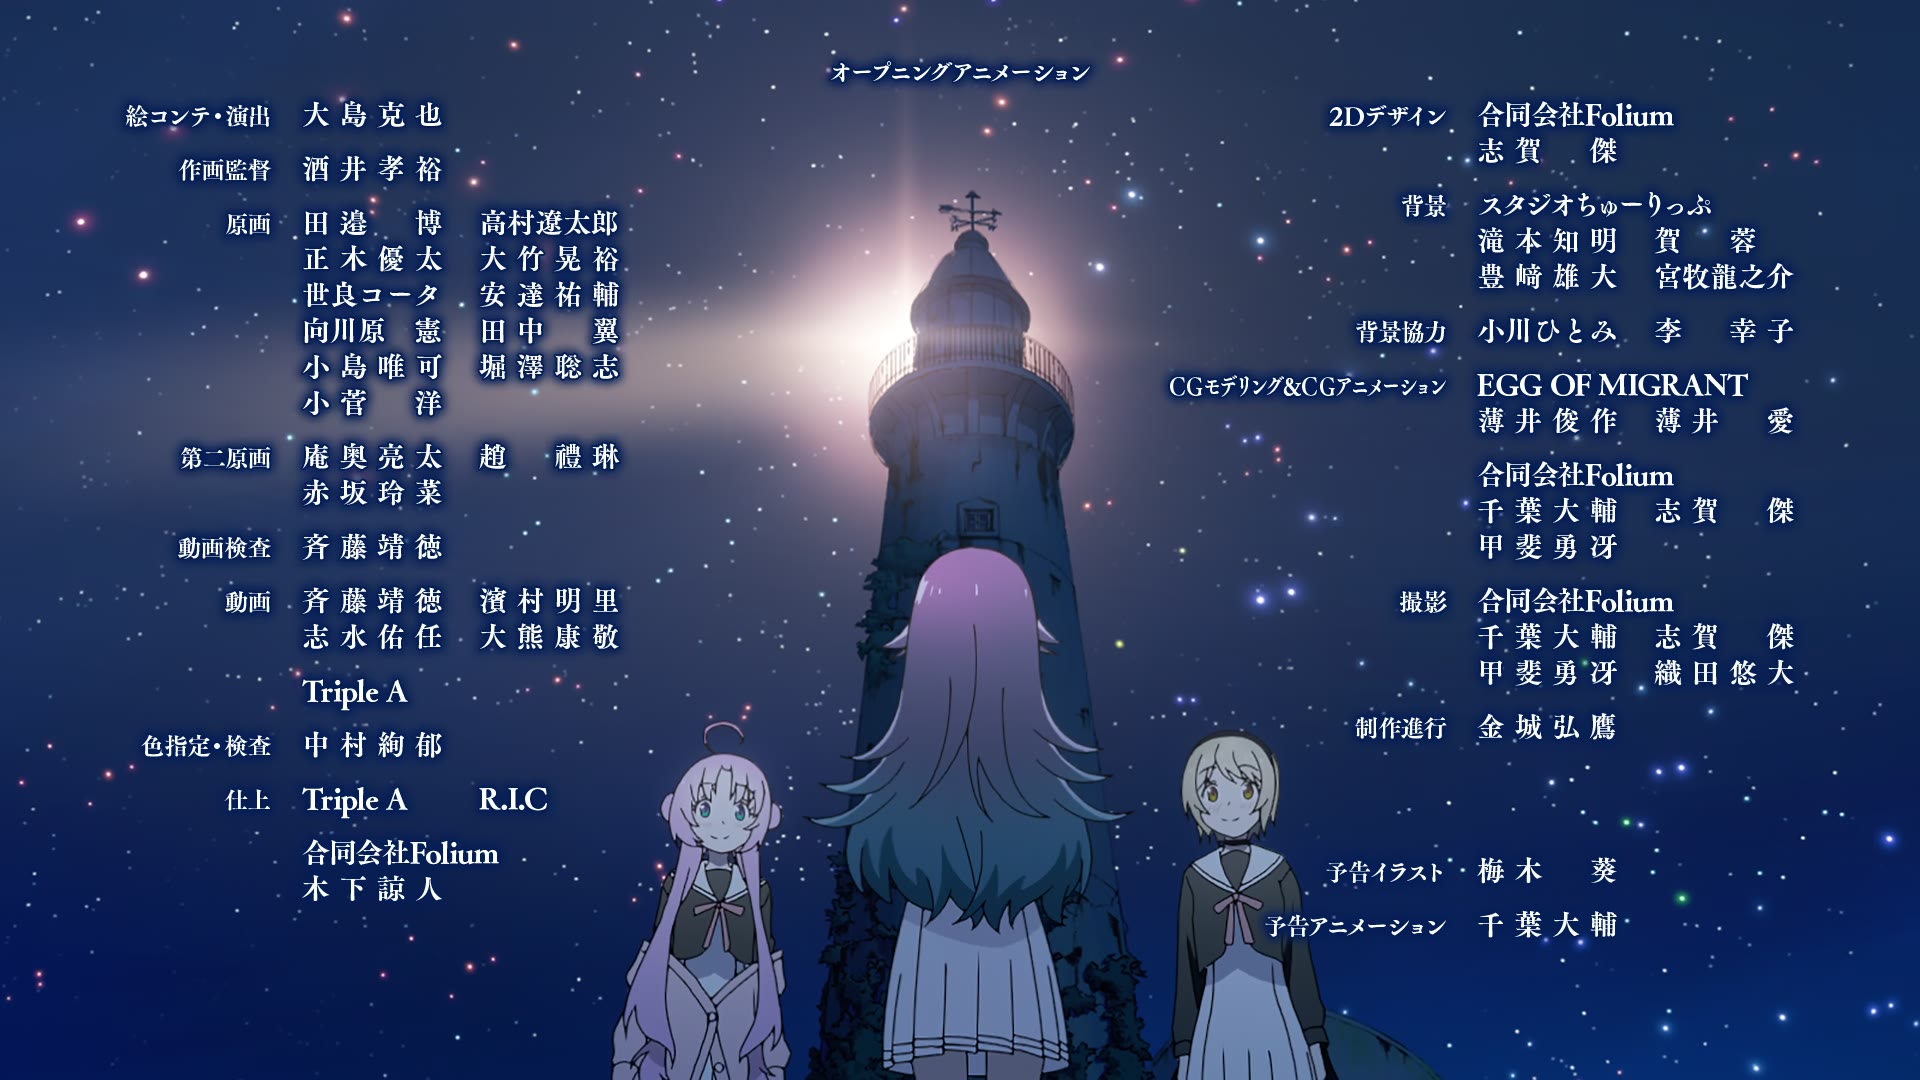 オープニングアニメーション
絵コンテ・演出 大島克也
作画監督 酒井孝裕
原画 田邉 博 高村遼太郎
正木優太 大竹晃裕
世良コータ 安達祐輔
向川原 憲 田中 翼
小島唯可 堀澤聡志
小菅 洋
第二原画 庵奥亮太 趙 禮琳
赤坂玲菜
動画検査 斉藤靖徳
動画 斉藤靖徳 濱村明里
志水佑任 大熊康敬
Triple A
色指定・検査 中村絢郁
仕上 Triple A R.I.C
合同会社Folium
木下諒人
2Dデザイン 合同会社Folium
志賀 傑
背景 スタジオちゅーりっぷ
滝本知明 賀 蓉
豊﨑雄大 宮牧龍之介
背景協力 小川ひとみ 李 幸子
CGモデリング&CGアニメーション EGG OF MIGRANT
薄井俊作 薄井 愛
合同会社Folium
千葉大輔 志賀 傑
甲斐勇冴
撮影 合同会社Folium
千葉大輔 志賀 傑
甲斐勇冴 織田悠大
制作進行 金城弘鷹
予告イラスト 梅木 葵
予告アニメーション 千葉大輔